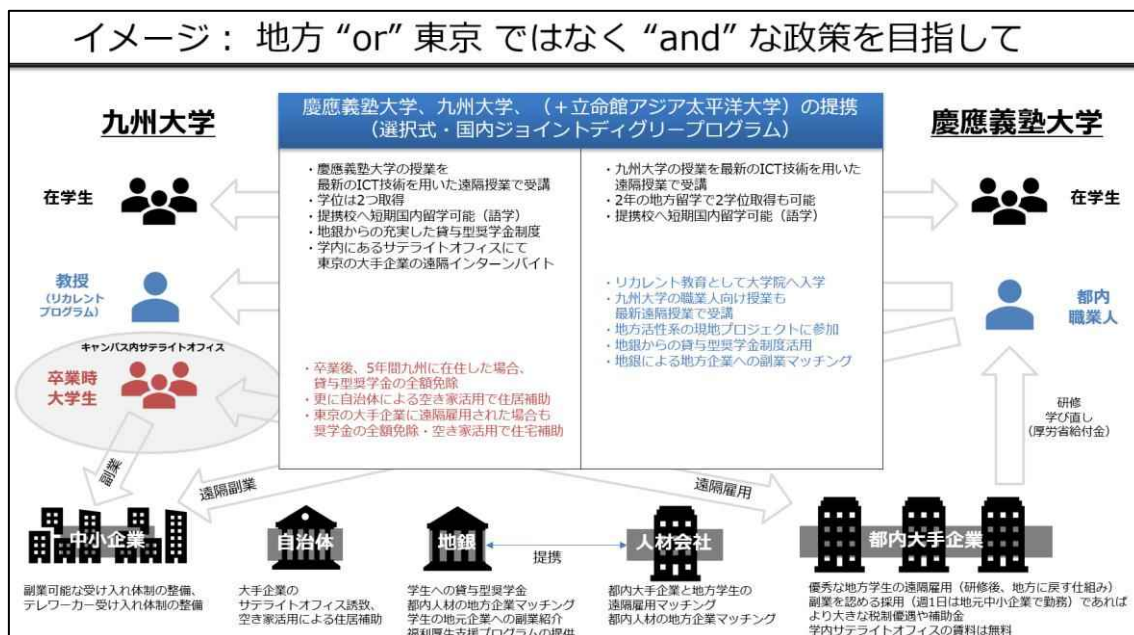 イメージ： 地方 “or” 東京 ではなく “and” な政策を目指して
九州大学
慶應義塾大学、九州大学、（＋立命館アジア太平洋大学）の提携
（選択式・国内ジョイントディグリープログラム）
慶應義塾大学
在学生
・慶應義塾大学の授業を
最新のICT技術を用いた遠隔授業で受講
・学位は2つ取得
・提携校へ短期国内留学可能（語学）
・地銀からの充実した貸与型奨学金制度
・学内にあるサテライトオフィスにて
東京の大手企業の遠隔インターンバイト
・九州大学の授業を最新のICT技術を用いた
遠隔授業で受講
・2年の地方留学で2学位取得も可能
・提携校へ短期国内留学可能（語学）
在学生
教授
（リカレント
プログラム）
・リカレント教育として大学院へ入学
・九州大学の職業人向け授業も
最新遠隔授業で受講
・地方活性系の現地プロジェクトに参加
・地銀からの貸与型奨学金制度活用
・地銀による地方企業への副業マッチング
都内
職業人
キャンパス内サテライトオフィス
卒業時
大学生
・卒業後、5年間九州に在住した場合、
貸与型奨学金の全額免除
・更に自治体による空き家活用で住居補助
・東京の大手企業に遠隔雇用された場合も
奨学金の全額免除・空き家活用で住宅補助
研修
学び直し
（厚労省給付金）
副業
遠隔副業
遠隔雇用
中小企業
自治体
地銀
提携
人材会社
都内大手企業
副業可能な受け入れ体制の整備、
テレワーカー受け入れ体制の整備
大手企業の
サテライトオフィス誘致、
空き家活用による住居補助
学生への貸与型奨学金
都内人材の地方企業マッチング
学生の地元企業への副業紹介
福利厚生支援プログラムの提供
都内大手企業と地方学生の
遠隔雇用マッチング
都内人材の地方企業マッチング
優秀な地方学生の遠隔雇用（研修後、地方に戻す仕組み）
副業を認める採用（週1日は地元中小企業で勤務）であれば
より大きな税制優遇や補助金
学内サテライトオフィスの賃料は無料